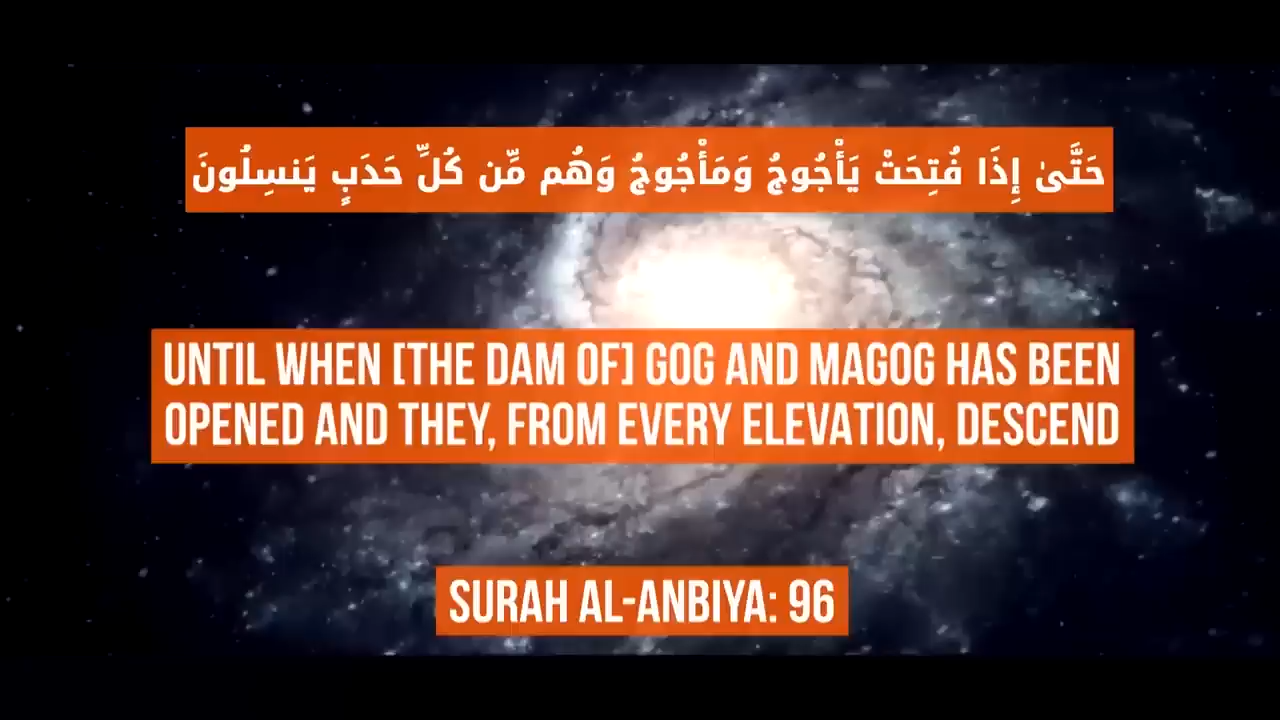 حَتَّىٰ إِذَا فُتِحَتْ يَأْجُوجُ وَمَأْجُوجُ وَهُم مِّن كُلِّ حَدَبٍ يَنسِلُونَ
UNTIL WHEN [THE DAM OF] GOG AND MAGOG HAS BEEN
OPENED AND THEY, FROM EVERY ELEVATION, DESCEND
SURAH AL-ANBIYA: 96